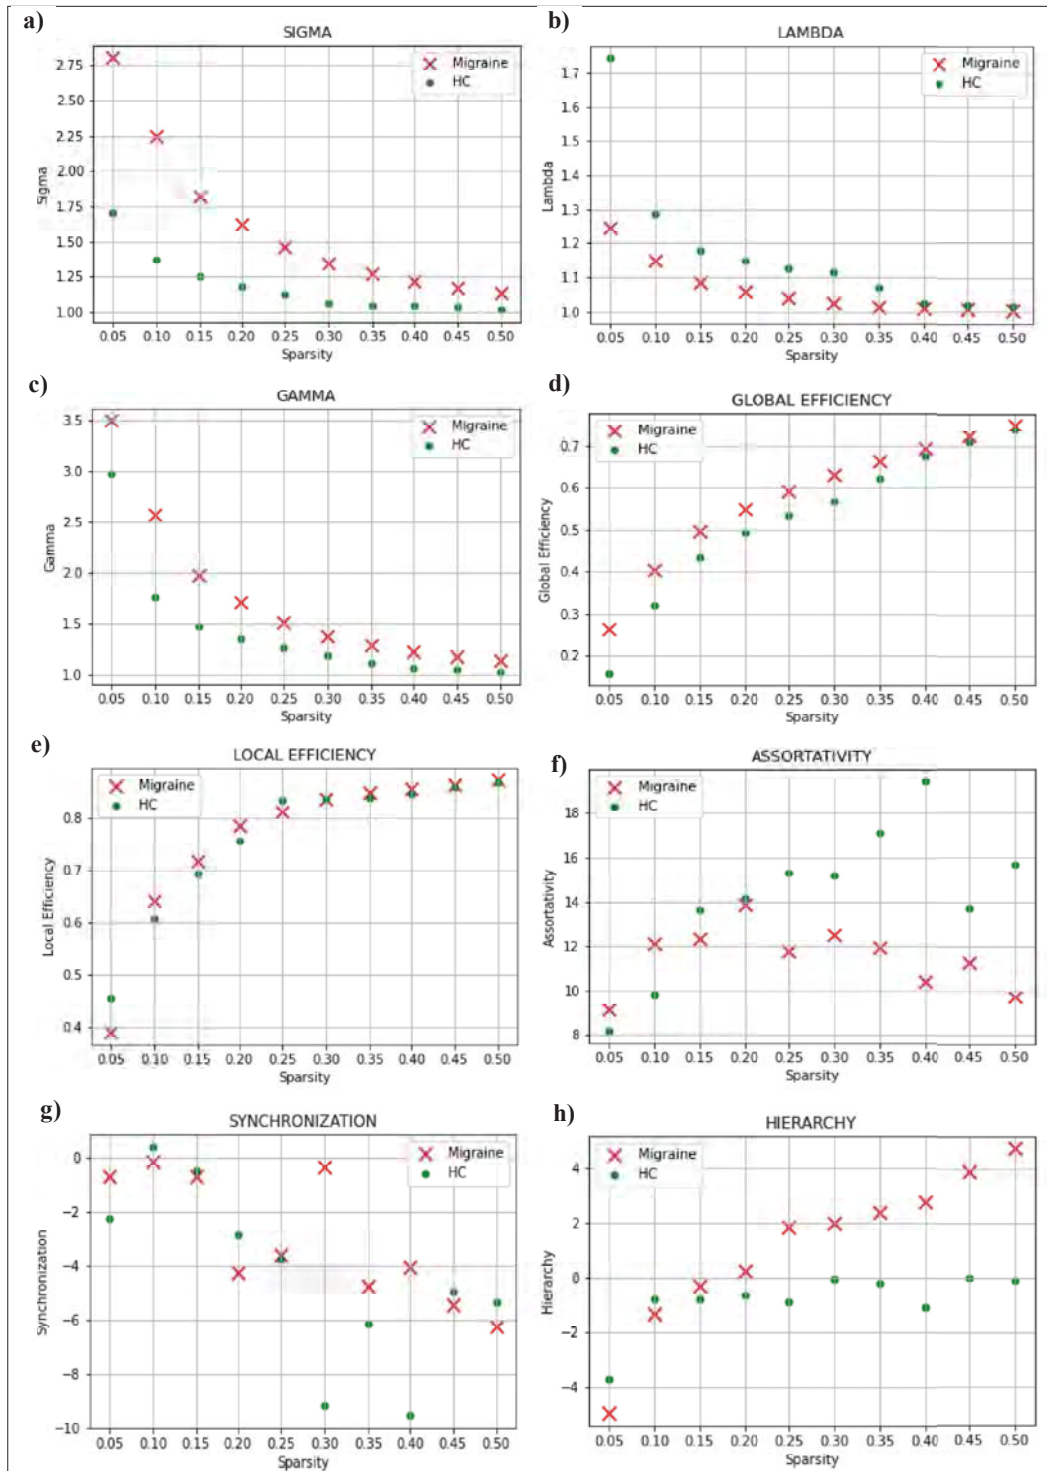 a)
SIGMA
Migraine
HC
2.75
2.50
2.25
2.00
1.75
1.50
1.25
1.00
Sigma
0.05 0.10 0.15 0.20 0.25 0.30 0.35 0.40 0.45 0.50
Sparsity
b)
LAMBDA
Migraine
HC
1.7
1.6
1.5
1.4
1.3
1.2
1.1
1.0
Lambda
0.05 0.10 0.15 0.20 0.25 0.30 0.35 0.40 0.45 0.50
Sparsity
c)
GAMMA
Migraine
HC
3.5
3.0
2.5
2.0
1.5
1.0
Gamma
0.05 0.10 0.15 0.20 0.25 0.30 0.35 0.40 0.45 0.50
Sparsity
d)
GLOBAL EFFICIENCY
Migraine
HC
0.7
0.6
0.5
0.4
0.3
0.2
Global Efficiency
0.05 0.10 0.15 0.20 0.25 0.30 0.35 0.40 0.45 0.50
Sparsity
e)
LOCAL EFFICIENCY
Migraine
HC
0.8
0.7
0.6
0.5
0.4
Local Efficiency
0.05 0.10 0.15 0.20 0.25 0.30 0.35 0.40 0.45 0.50
Sparsity
f)
ASSORTATIVITY
Migraine
HC
18
16
14
12
10
8
Assortativity
0.05 0.10 0.15 0.20 0.25 0.30 0.35 0.40 0.45 0.50
Sparsity
g)
SYNCHRONIZATION
Migraine
HC
0
−2
−4
−6
−8
−10
Synchronization
0.05 0.10 0.15 0.20 0.25 0.30 0.35 0.40 0.45 0.50
Sparsity
h)
HIERARCHY
Migraine
HC
4
2
0
−2
−4
Hierarchy
0.05 0.10 0.15 0.20 0.25 0.30 0.35 0.40 0.45 0.50
Sparsity